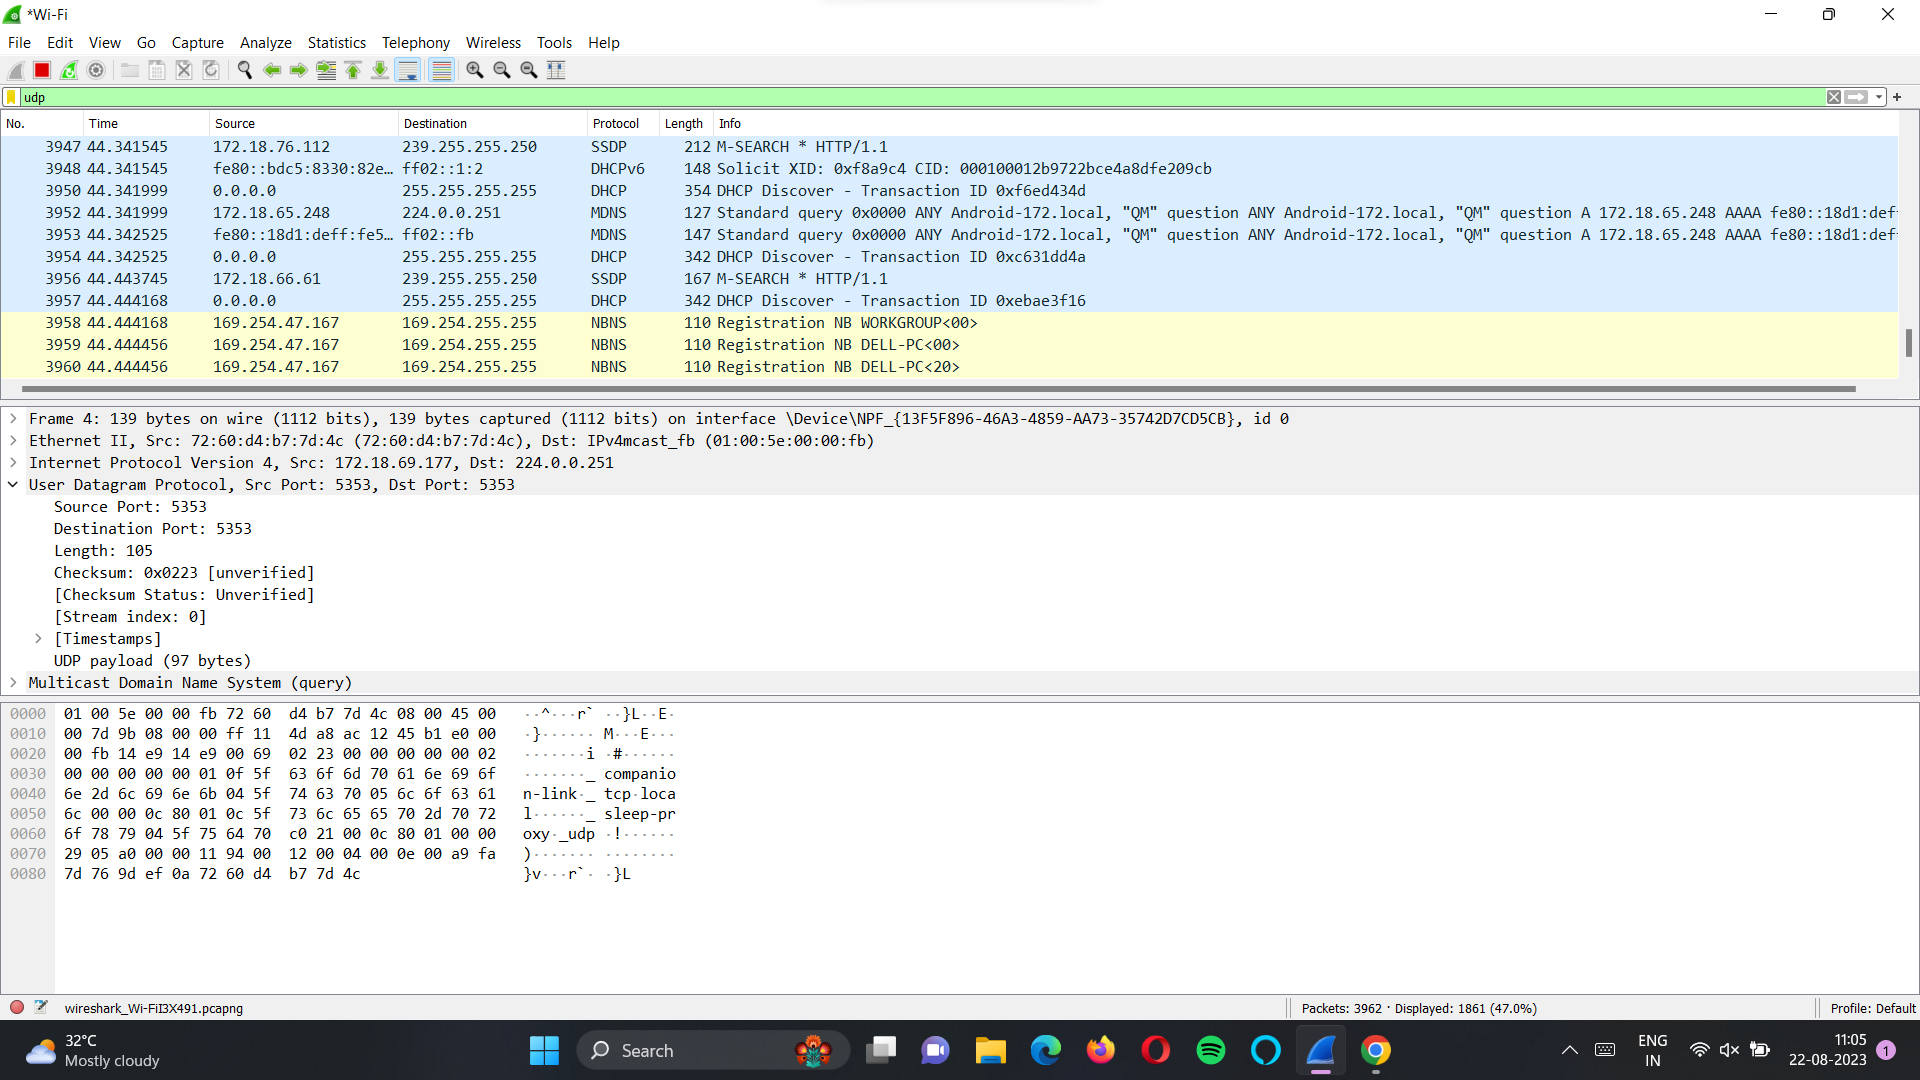 *Wi-Fi
File Edit View Go Capture Analyze Statistics Telephony Wireless Tools Help
udp
No. Time Source Destination Protocol Length Info
3947 44.341545 172.18.76.112 239.255.255.250 SSDP 212 M-SEARCH * HTTP/1.1
3948 44.341545 fe80::bdc5:8330:82e… ff02::1:2 DHCPv6 148 Solicit XID: 0xf8a9c4 CID: 000100012b9722bce4a8dfe209cb
3950 44.341999 0.0.0.0 255.255.255.255 DHCP 354 DHCP Discover - Transaction ID 0xf6ed434d
3952 44.341999 172.18.65.248 224.0.0.251 MDNS 127 Standard query 0x0000 ANY Android-172.local, "QM" question ANY Android-172.local, "QM" question A 172.18.65.248 AAAA fe80::18d1:def
3953 44.342525 fe80::18d1:deff:fe5… ff02::fb MDNS 147 Standard query 0x0000 ANY Android-172.local, "QM" question ANY Android-172.local, "QM" question A 172.18.65.248 AAAA fe80::18d1:def
3954 44.342525 0.0.0.0 255.255.255.255 DHCP 342 DHCP Discover - Transaction ID 0xc631dd4a
3956 44.443745 172.18.66.61 239.255.255.250 SSDP 167 M-SEARCH * HTTP/1.1
3957 44.444168 0.0.0.0 255.255.255.255 DHCP 342 DHCP Discover - Transaction ID 0xebae3f16
3958 44.444168 169.254.47.167 169.254.255.255 NBNS 110 Registration NB WORKGROUP<00>
3959 44.444456 169.254.47.167 169.254.255.255 NBNS 110 Registration NB DELL-PC<00>
3960 44.444456 169.254.47.167 169.254.255.255 NBNS 110 Registration NB DELL-PC<20>
Frame 4: 139 bytes on wire (1112 bits), 139 bytes captured (1112 bits) on interface \Device\NPF_{13F5F896-46A3-4859-AA73-35742D7CD5CB}, id 0
Ethernet II, Src: 72:60:d4:b7:7d:4c (72:60:d4:b7:7d:4c), Dst: IPv4mcast_fb (01:00:5e:00:00:fb)
Internet Protocol Version 4, Src: 172.18.69.177, Dst: 224.0.0.251
User Datagram Protocol, Src Port: 5353, Dst Port: 5353
Source Port: 5353
Destination Port: 5353
Length: 105
Checksum: 0x0223 [unverified]
[Checksum Status: Unverified]
[Stream index: 0]
[Timestamps]
UDP payload (97 bytes)
Multicast Domain Name System (query)
0000 01 00 5e 00 00 fb 72 60 d4 b7 7d 4c 08 00 45 00 ··^···r` ··}L··E·
0010 00 7d 9b 08 00 00 ff 11 4d a8 ac 12 45 b1 e0 00 ·}······ M···E···
0020 00 fb 14 e9 14 e9 00 69 02 23 00 00 00 00 00 02 ·······i ·#······
0030 00 00 00 00 00 01 0f 5f 63 6f 6d 70 61 6e 69 6f ·······_ companio
0040 6e 2d 6c 69 6e 6b 04 5f 74 63 70 05 6c 6f 63 61 n-link·_ tcp·loca
0050 6c 00 00 0c 80 01 0c 5f 73 6c 65 65 70 2d 70 72 l······_ sleep-pr
0060 6f 78 79 04 5f 75 64 70 c0 21 00 0c 80 01 00 00 oxy·_udp ·!······
0070 29 05 a0 00 00 11 94 00 12 00 04 00 0e 00 a9 fa )······· ········
0080 7d 76 9d ef 0a 72 60 d4 b7 7d 4c }v···r`· ·}L
wireshark_Wi-FiI3X491.pcapng Packets: 3962 · Displayed: 1861 (47.0%) Profile: Default
32°C
Mostly cloudy
Search
ENG
IN
11:05
22-08-2023
1